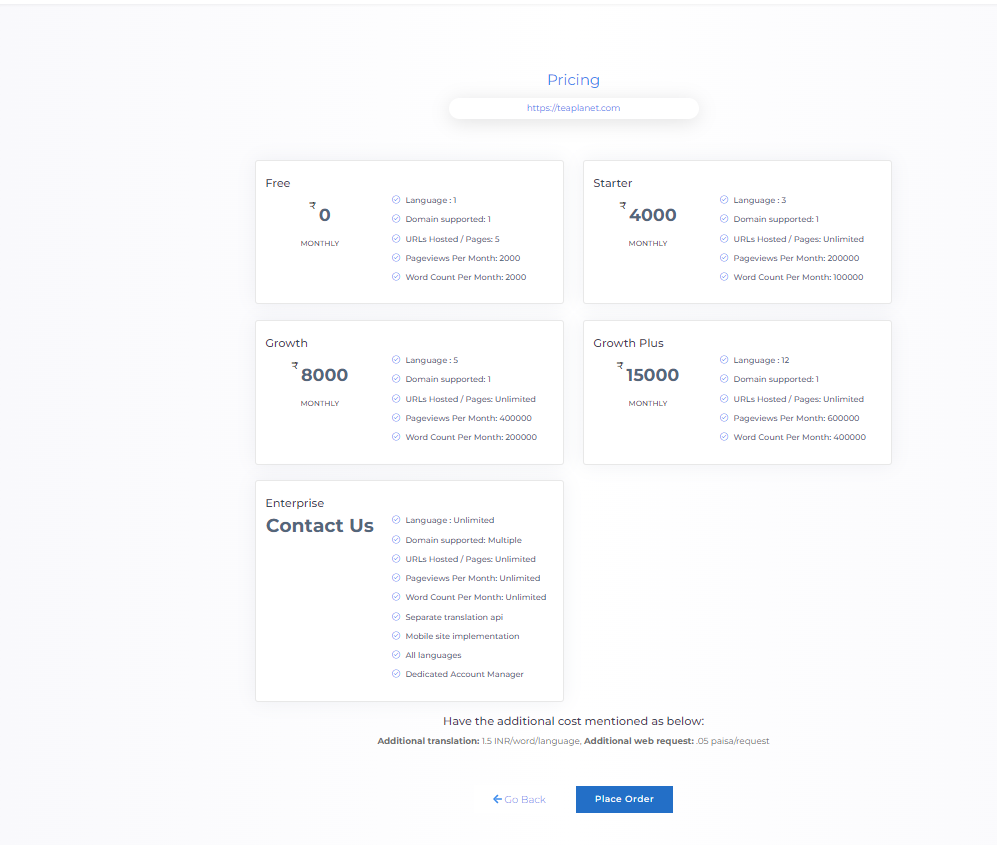 Pricing
https://teaplanet.com
Free
₹ 0
MONTHLY
Language : 1
Domain supported: 1
URLs Hosted / Pages: 5
Pageviews Per Month: 2000
Word Count Per Month: 2000
Starter
₹ 4000
MONTHLY
Language : 3
Domain supported: 1
URLs Hosted / Pages: Unlimited
Pageviews Per Month: 200000
Word Count Per Month: 100000
Growth
₹ 8000
MONTHLY
Language : 5
Domain supported: 1
URLs Hosted / Pages: Unlimited
Pageviews Per Month: 400000
Word Count Per Month: 200000
Growth Plus
₹ 15000
MONTHLY
Language : 12
Domain supported: 1
URLs Hosted / Pages: Unlimited
Pageviews Per Month: 600000
Word Count Per Month: 400000
Enterprise
Contact Us
Language : Unlimited
Domain supported: Multiple
URLs Hosted / Pages: Unlimited
Pageviews Per Month: Unlimited
Word Count Per Month: Unlimited
Separate translation api
Mobile site implementation
All languages
Dedicated Account Manager
Have the additional cost mentioned as below:
Additional translation: 1.5 INR/word/language, Additional web request: .05 paisa/request
Go Back
Place Order